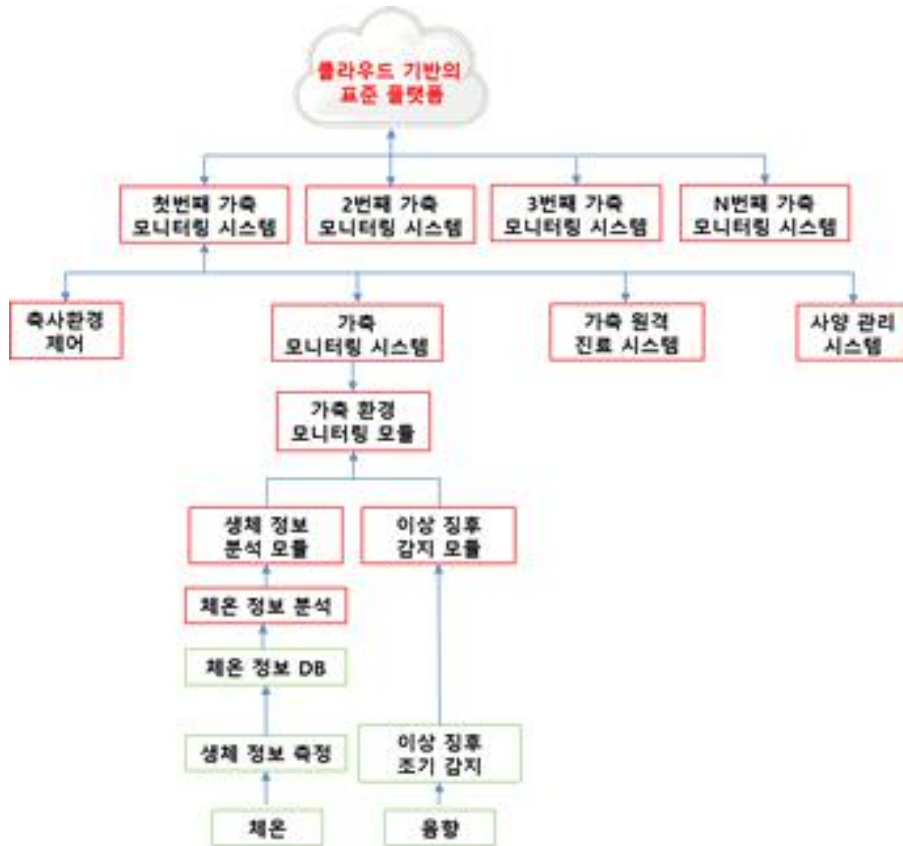 클라우드 기반의
표준 플랫폼
첫번째 가축
모니터링 시스템
2번째 가축
모니터링 시스템
3번째 가축
모니터링 시스템
N번째 가축
모니터링 시스템
축사환경
제어
가축
모니터링 시스템
가축 원격
진료 시스템
사양 관리
시스템
가축 환경
모니터링 모듈
생체 정보
분석 모듈
이상 징후
감지 모듈
체온 정보 분석
체온 정보 DB
생체 정보 측정
이상 징후
조기 감지
체온
음향